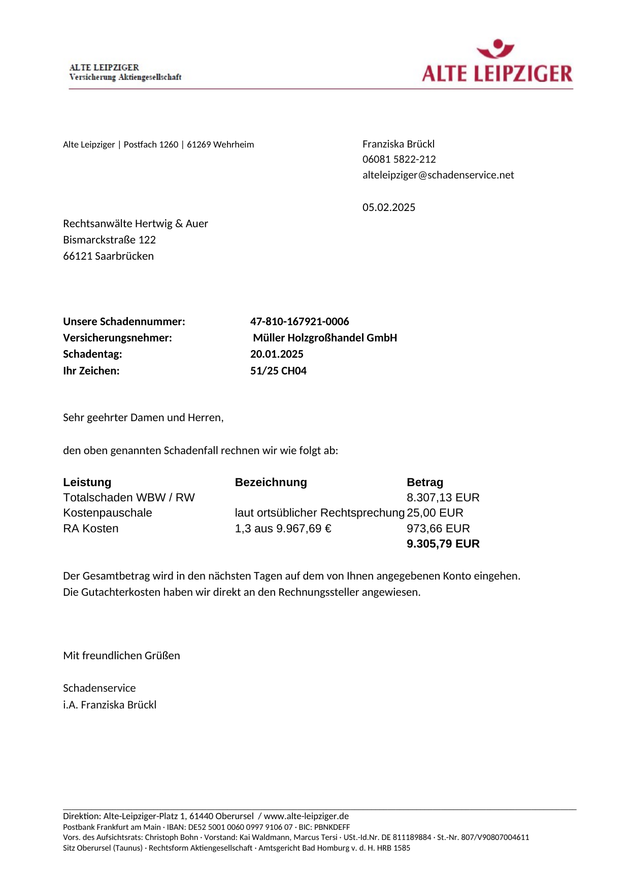 ALTE LEIPZIGER
Versicherung Aktiengesellschaft
ALTE LEIPZIGER
Alte Leipziger | Postfach 1260 | 61269 Wehrheim
Franziska Brückl
06081 5822-212
alteleipziger@schadenservice.net
05.02.2025
Rechtsanwälte Hertwig & Auer
Bismarckstraße 122
66121 Saarbrücken
Unsere Schadennummer: 47-810-167921-0006
Versicherungsnehmer: Müller Holzgroßhandel GmbH
Schadentag: 20.01.2025
Ihr Zeichen: 51/25 CH04
Sehr geehrter Damen und Herren,
den oben genannten Schadenfall rechnen wir wie folgt ab:
Leistung Bezeichnung Betrag
Totalschaden WBW / RW 8.307,13 EUR
Kostenpauschale laut ortsüblicher Rechtsprechung 25,00 EUR
RA Kosten 1,3 aus 9.967,69 € 973,66 EUR
9.305,79 EUR
Der Gesamtbetrag wird in den nächsten Tagen auf dem von Ihnen angegebenen Konto eingehen.
Die Gutachterkosten haben wir direkt an den Rechnungssteller angewiesen.
Mit freundlichen Grüßen
Schadenservice
i.A. Franziska Brückl
Direktion: Alte-Leipziger-Platz 1, 61440 Oberursel / www.alte-leipziger.de
Postbank Frankfurt am Main · IBAN: DE52 5001 0060 0997 9106 07 · BIC: PBNKDEFF
Vors. des Aufsichtsrats: Christoph Bohn · Vorstand: Kai Waldmann, Marcus Tersi · USt.-Id.Nr. DE 811189884 · St.-Nr. 807/V90807004611
Sitz Oberursel (Taunus) · Rechtsform Aktiengesellschaft · Amtsgericht Bad Homburg v. d. H. HRB 1585